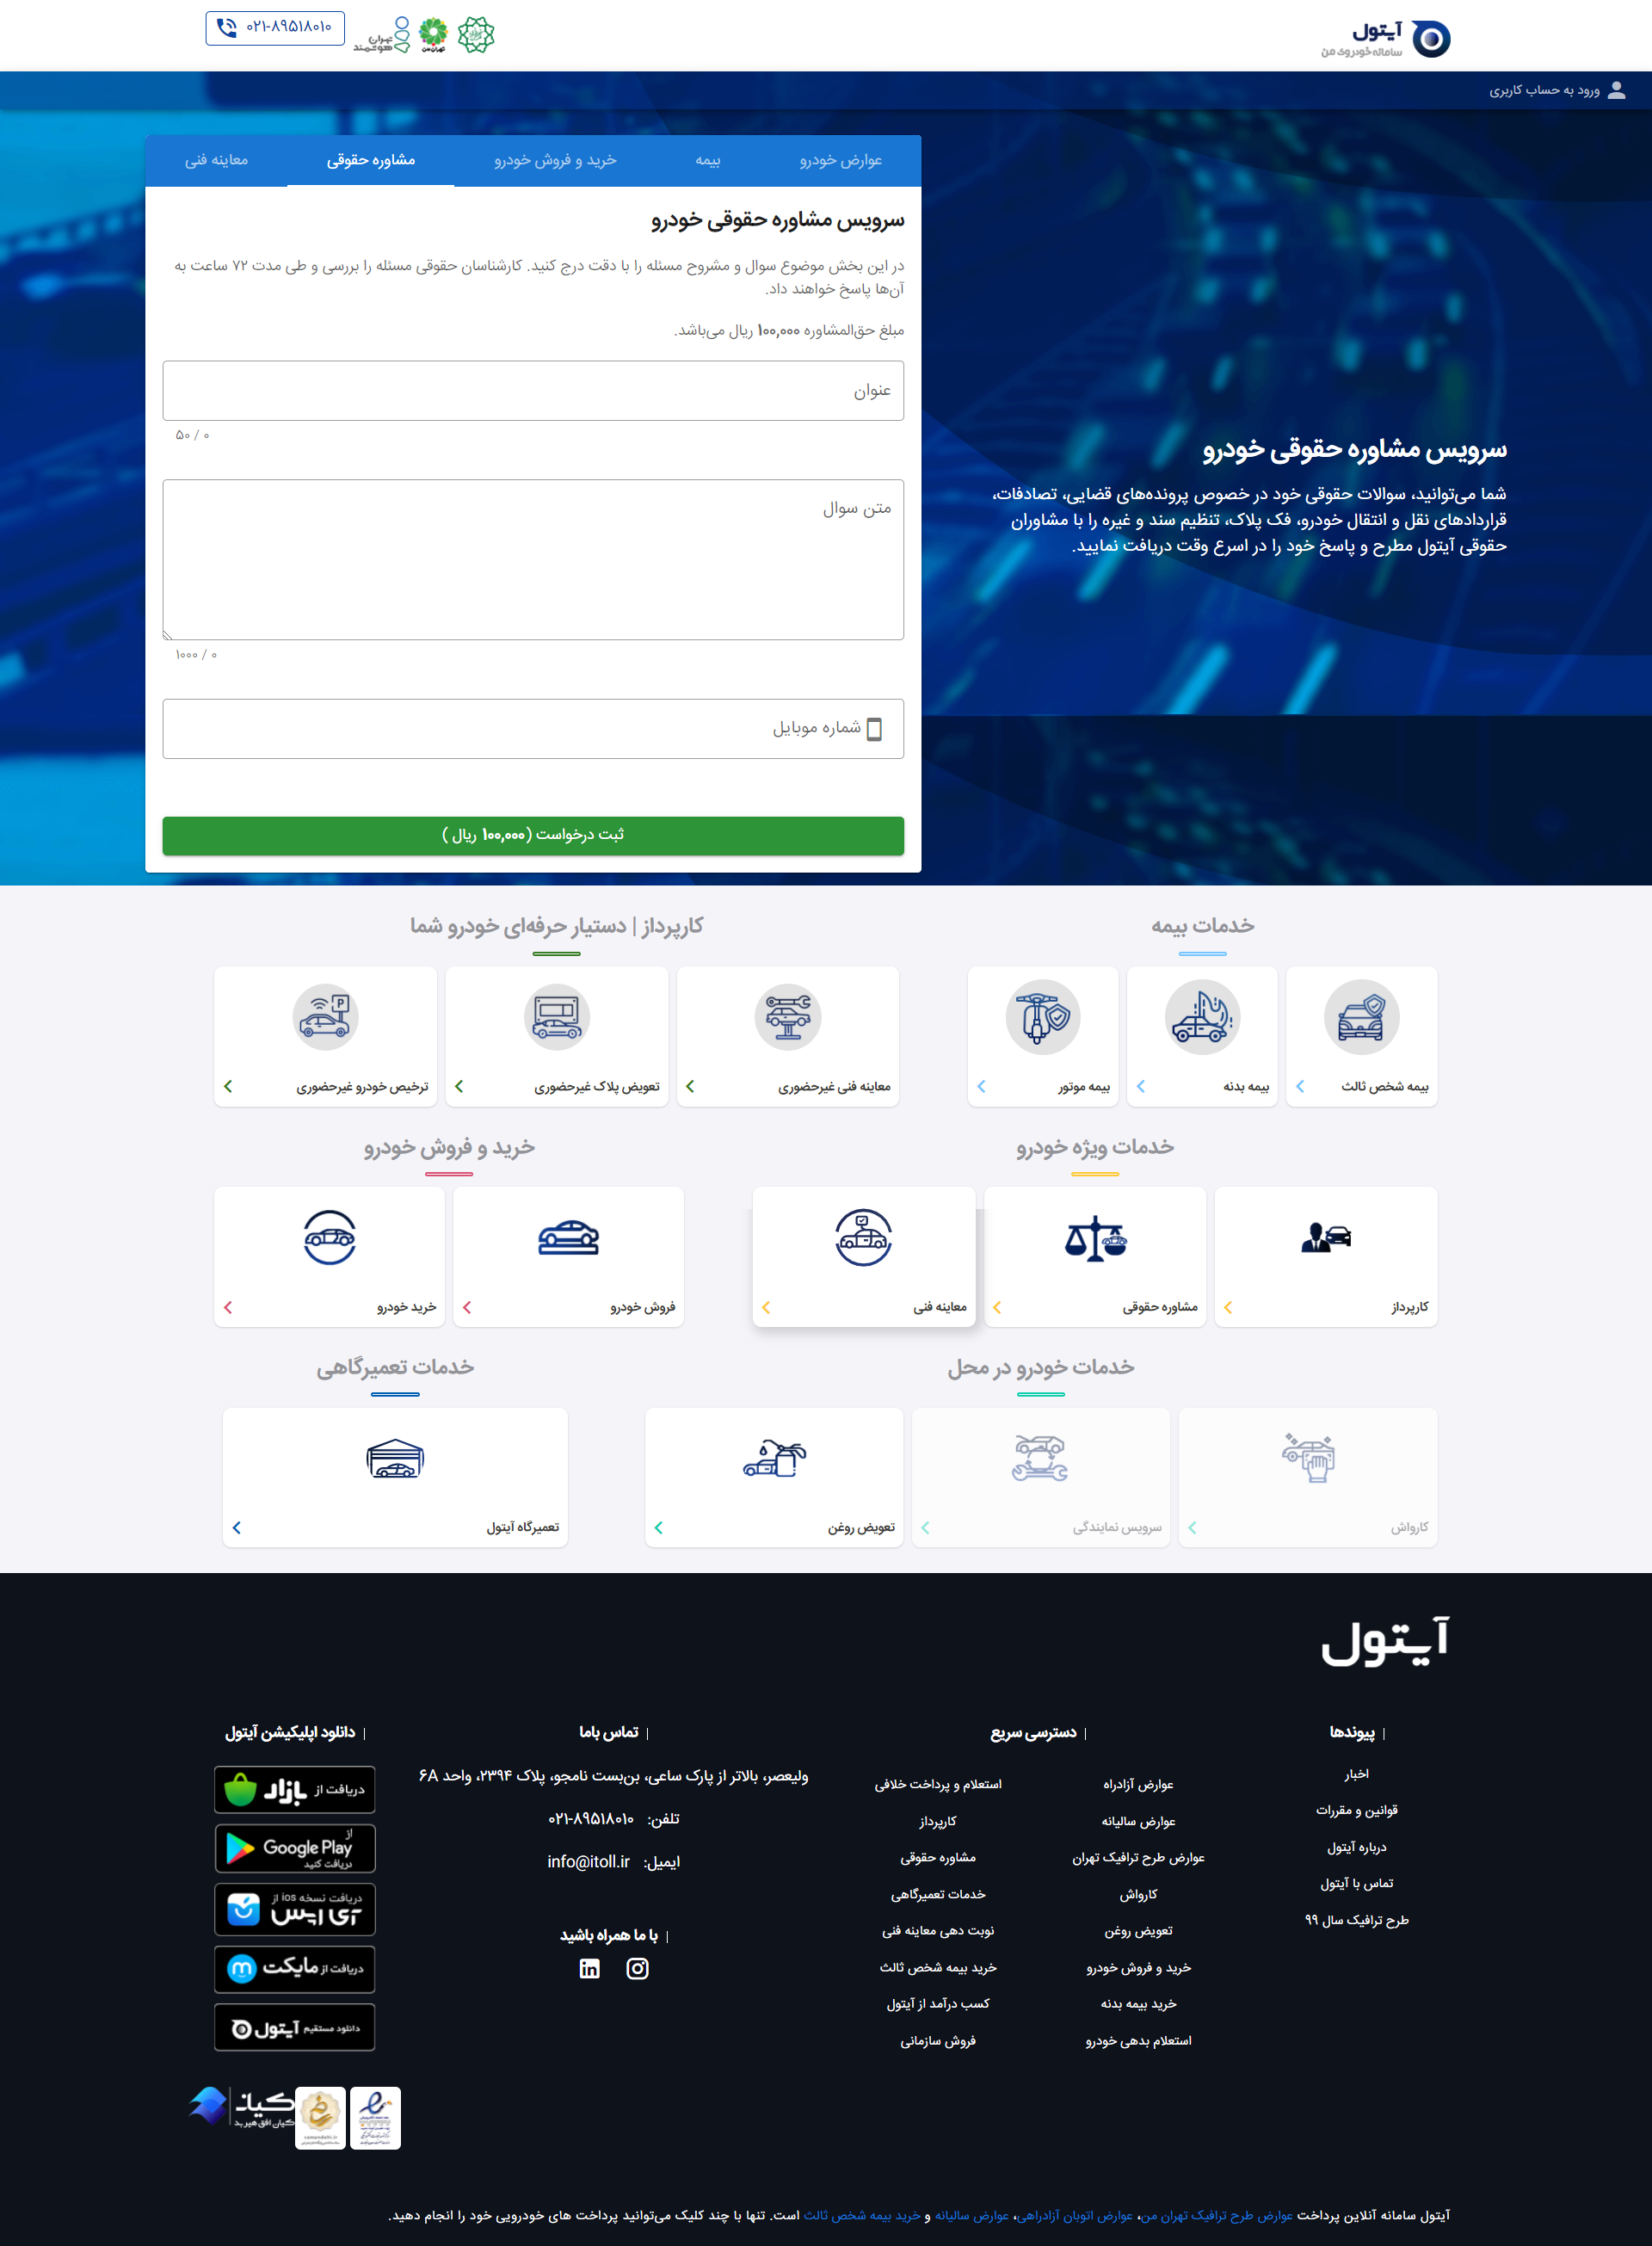 آیتول
سامانه خودروی من
تهران من
تهران هوشمند
۰۲۱-۸۹۵۱۸۰۱۰
ورود به حساب کاربری
عوارض خودرو
بیمه
خرید و فروش خودرو
مشاوره حقوقی
معاینه فنی
سرویس مشاوره حقوقی خودرو
در این بخش موضوع سوال و مشروح مسئله را با دقت درج کنید. کارشناسان حقوقی مسئله را بررسی و طی مدت ۷۲ ساعت به
آن‌ها پاسخ خواهند داد.
مبلغ حق‌المشاوره ۱۰۰,۰۰۰ ریال می‌باشد.
عنوان
۰ / ۵۰
متن سوال
۰ / ۱۰۰۰
شماره موبایل
ثبت درخواست (۱۰۰,۰۰۰ ریال )
سرویس مشاوره حقوقی خودرو
شما می‌توانید، سوالات حقوقی خود در خصوص پرونده‌های قضایی، تصادفات،
قراردادهای نقل و انتقال خودرو، فک پلاک، تنظیم سند و غیره را با مشاوران
حقوقی آیتول مطرح و پاسخ خود را در اسرع وقت دریافت نمایید.
خدمات بیمه
بیمه شخص ثالث
بیمه بدنه
بیمه موتور
کارپرداز | دستیار حرفه‌ای خودرو شما
معاینه فنی غیرحضوری
تعویض پلاک غیرحضوری
ترخیص خودرو غیرحضوری
خدمات ویژه خودرو
کارپرداز
مشاوره حقوقی
معاینه فنی
خرید و فروش خودرو
فروش خودرو
خرید خودرو
خدمات خودرو در محل
کارواش
سرویس نمایندگی
تعویض روغن
خدمات تعمیرگاهی
تعمیرگاه آیتول
آیتول
پیوندها
اخبار
قوانین و مقررات
درباره آیتول
تماس با آیتول
طرح ترافیک سال ۹۹
دسترسی سریع
عوارض آزادراه
عوارض سالیانه
عوارض طرح ترافیک تهران
کارواش
تعویض روغن
خرید و فروش خودرو
خرید بیمه بدنه
استعلام بدهی خودرو
استعلام و پرداخت خلافی
کارپرداز
مشاوره حقوقی
خدمات تعمیرگاهی
نوبت دهی معاینه فنی
خرید بیمه شخص ثالث
کسب درآمد از آیتول
فروش سازمانی
تماس باما
ولیعصر، بالاتر از پارک ساعی، بن‌بست نامجو، پلاک ۲۳۹۴، واحد ۶A
تلفن: ۰۲۱-۸۹۵۱۸۰۱۰
ایمیل: info@itoll.ir
با ما همراه باشید
دانلود اپلیکیشن آیتول
دریافت از بازار
از
Google Play
دریافت کنید
دریافت نسخه ios از
آی اپس
دریافت از مایکت
دانلود مستقیم آیتول
کیان
کیان افق هیربد
آیتول سامانه آنلاین پرداخت عوارض طرح ترافیک تهران من، عوارض اتوبان آزادراهی، عوارض سالیانه و خرید بیمه شخص ثالث است. تنها با چند کلیک می‌توانید پرداخت های خودرویی خود را انجام دهید.